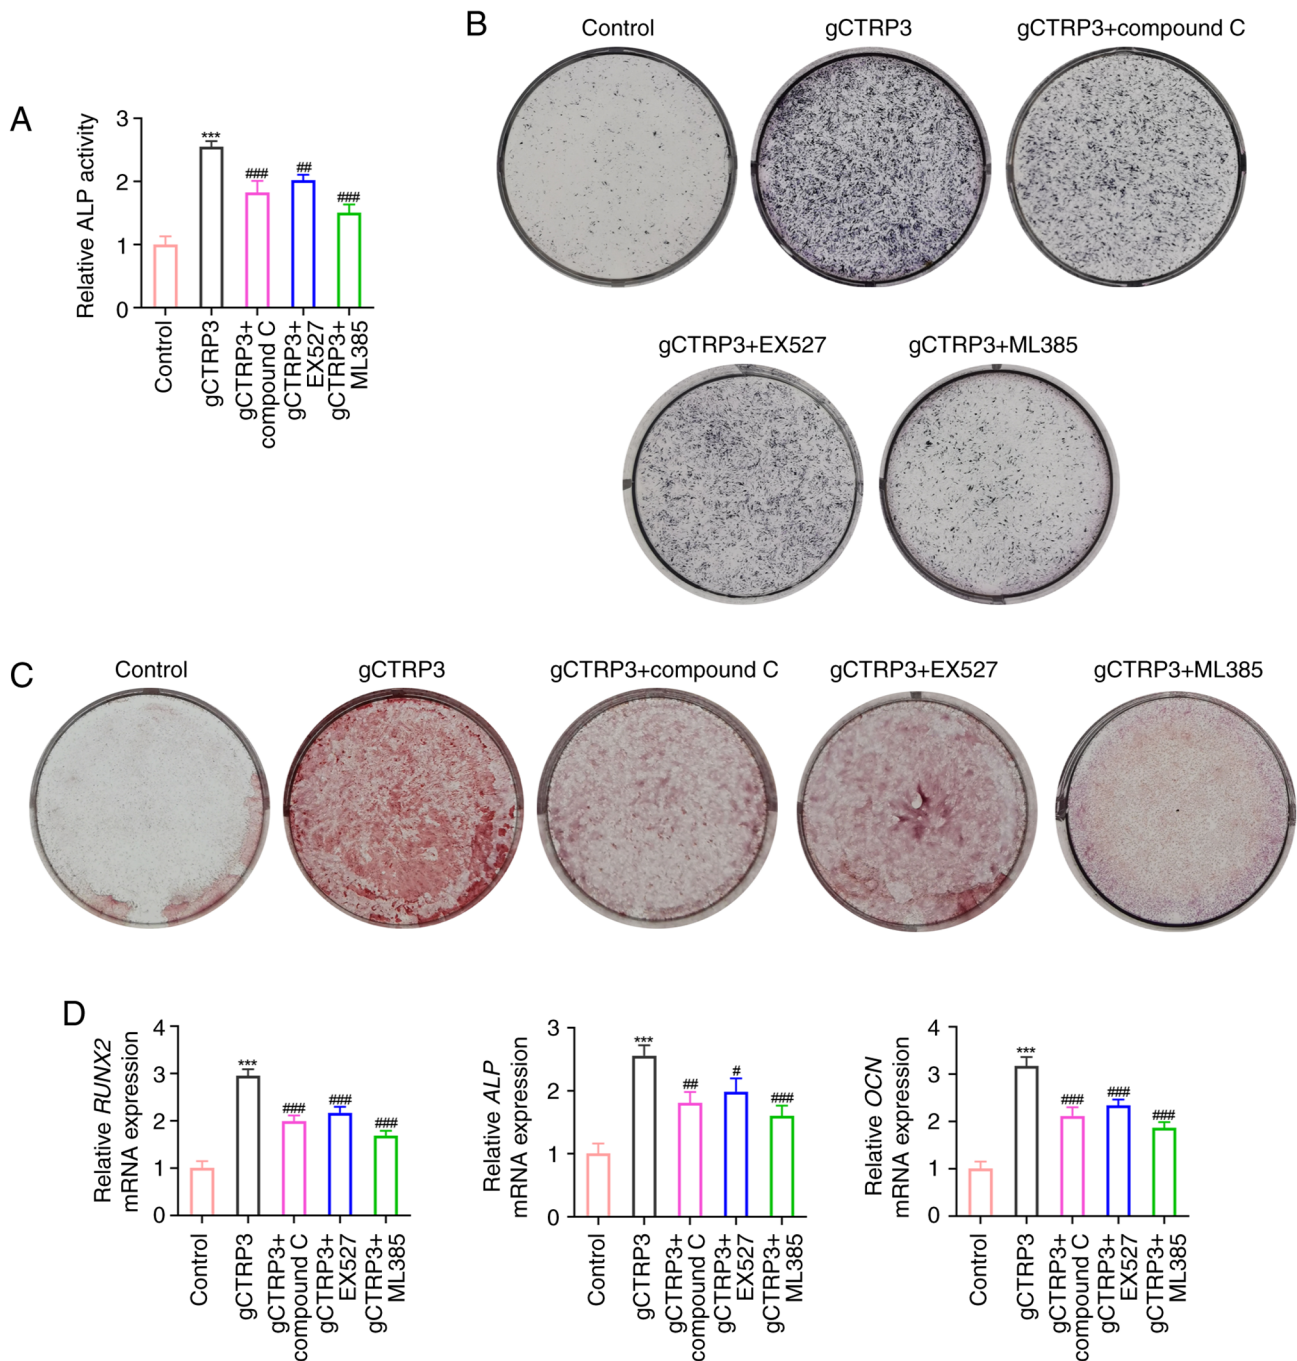 A
Relative ALP activity
3
2
1
0
***
###
##
###
Control
gCTRP3
gCTRP3+
compound C
gCTRP3+
EX527
gCTRP3+
ML385
B
Control
gCTRP3
gCTRP3+compound C
gCTRP3+EX527
gCTRP3+ML385
C
Control
gCTRP3
gCTRP3+compound C
gCTRP3+EX527
gCTRP3+ML385
D
Relative RUNX2
mRNA expression
4
3
2
1
0
***
###
###
###
Control
gCTRP3
gCTRP3+
compound C
gCTRP3+
EX527
gCTRP3+
ML385
Relative ALP
mRNA expression
3
2
1
0
***
##
#
###
Control
gCTRP3
gCTRP3+
compound C
gCTRP3+
EX527
gCTRP3+
ML385
Relative OCN
mRNA expression
4
3
2
1
0
***
###
###
###
Control
gCTRP3
gCTRP3+
compound C
gCTRP3+
EX527
gCTRP3+
ML385